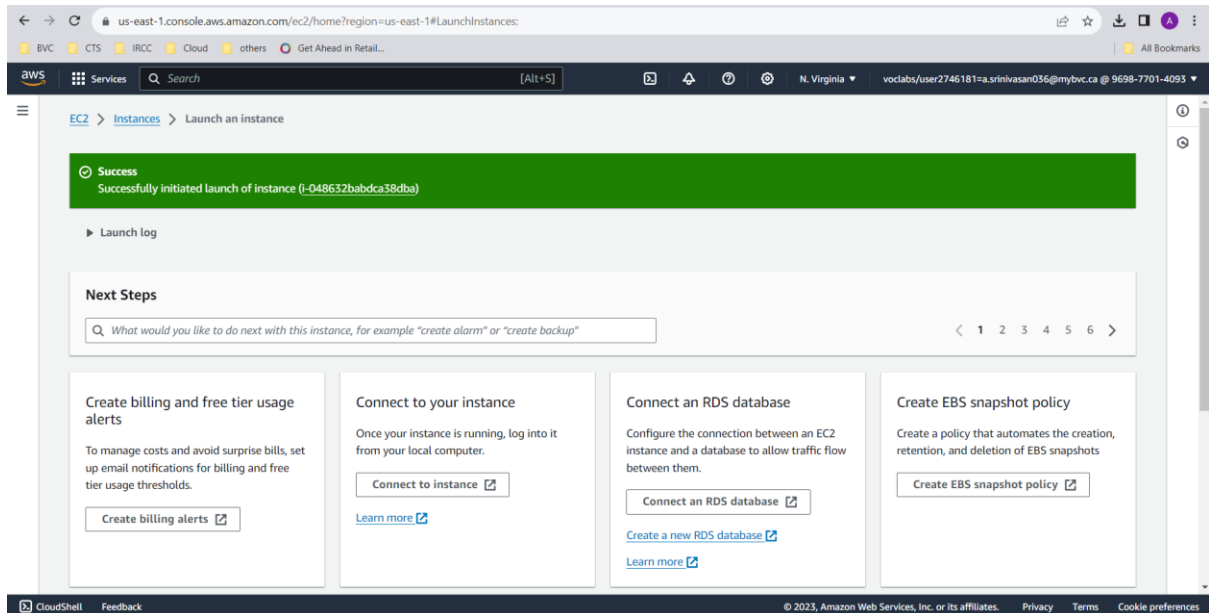 us-east-1.console.aws.amazon.com/ec2/home?region=us-east-1#LaunchInstances:
A
BVC CTS IRCC Cloud others Get Ahead in Retail... All Bookmarks
aws Services Search [Alt+S] N. Virginia ▼ voclabs/user2746181=a.srinivasan036@mybvc.ca @ 9698-7701-4093 ▼
EC2 > Instances > Launch an instance
Success
Successfully initiated launch of instance (i-048632babdca38dba)
▶ Launch log
Next Steps
What would you like to do next with this instance, for example “create alarm” or “create backup”
< 1 2 3 4 5 6 >
Create billing and free tier usage
alerts
To manage costs and avoid surprise bills, set
up email notifications for billing and free
tier usage thresholds.
Create billing alerts
Connect to your instance
Once your instance is running, log into it
from your local computer.
Connect to instance
Learn more
Connect an RDS database
Configure the connection between an EC2
instance and a database to allow traffic flow
between them.
Connect an RDS database
Create a new RDS database
Learn more
Create EBS snapshot policy
Create a policy that automates the creation,
retention, and deletion of EBS snapshots
Create EBS snapshot policy
CloudShell Feedback © 2023, Amazon Web Services, Inc. or its affiliates. Privacy Terms Cookie preferences